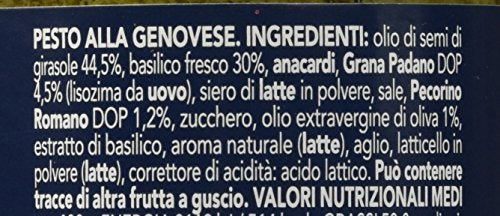 PESTO ALLA GENOVESE. INGREDIENTI: olio di semi di
girasole 44,5%, basilico fresco 30%, anacardi, Grana Padano DOP
4,5% (lisozima da uovo), siero di latte in polvere, sale, Pecorino
Romano DOP 1,2%, zucchero, olio extravergine di oliva 1%,
estratto di basilico, aroma naturale (latte), aglio, latticello in
polvere (latte), correttore di acidità: acido lattico. Può contenere
tracce di altra frutta a guscio. VALORI NUTRIZIONALI MEDI